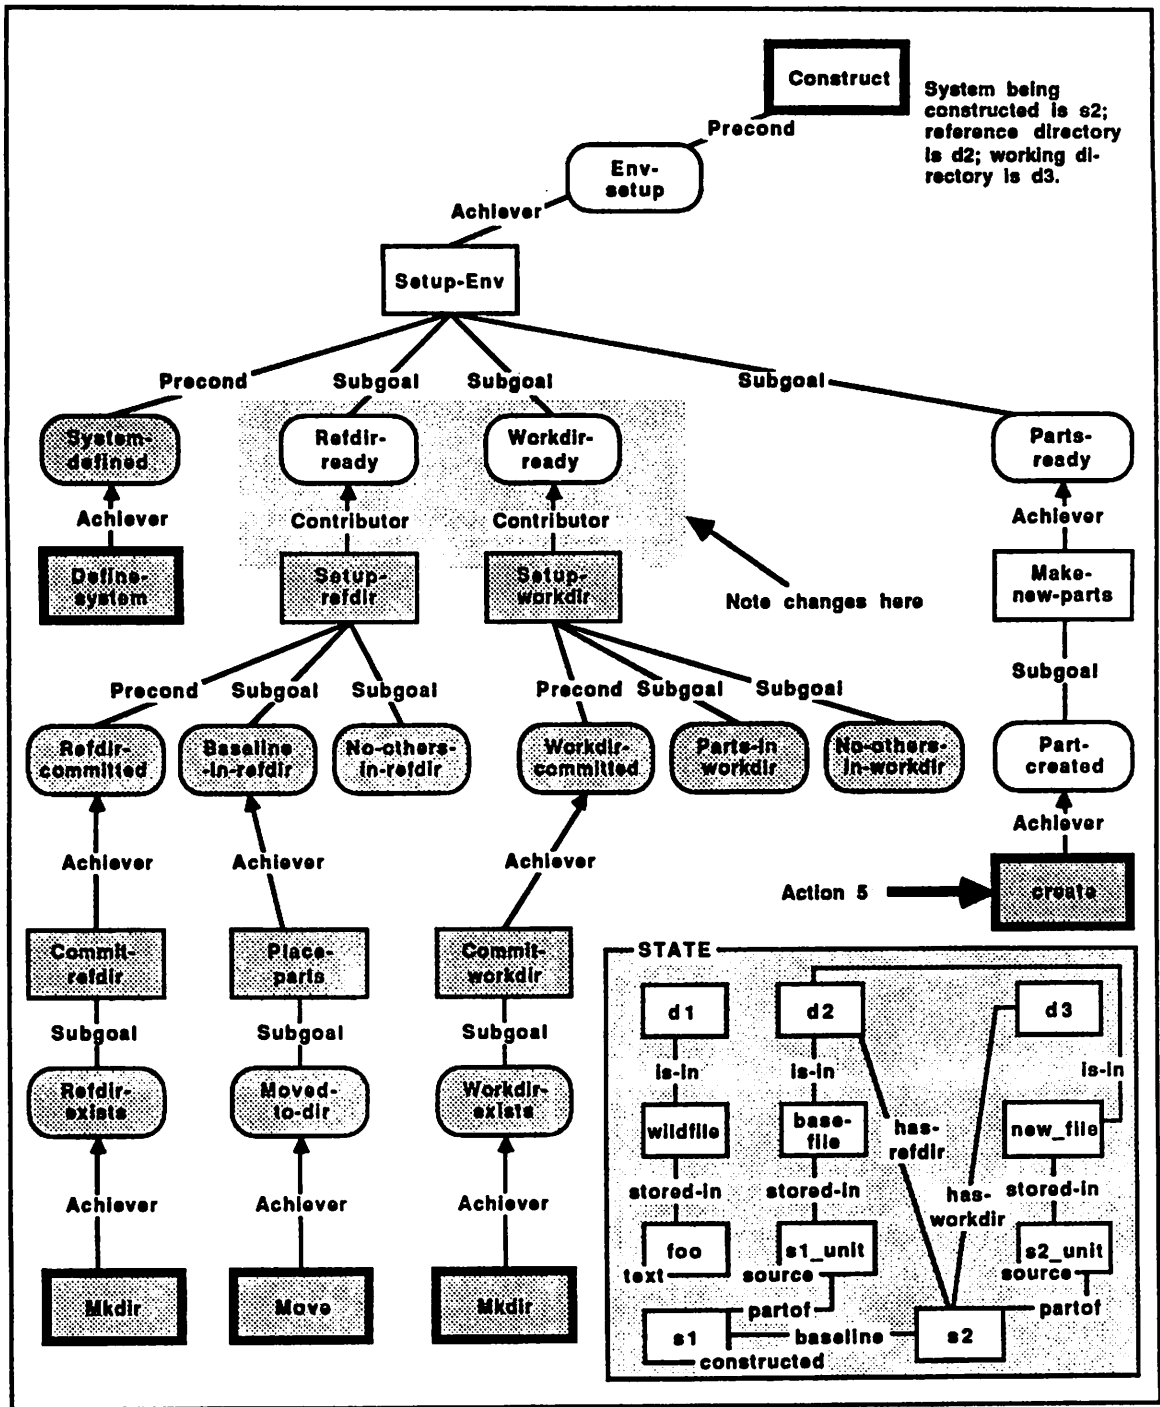 Construct
System being
constructed is s2;
reference directory
is d2; working di-
rectory is d3.
Precond
Env-
setup
Achiever
Setup-Env
Precond
Subgoal
Subgoal
Subgoal
System-
defined
Refdir-
ready
Workdir-
ready
Parts-
ready
Achiever
Contributor
Contributor
Achiever
Define-
system
Setup-
refdir
Setup-
workdir
Make-
new-parts
Note changes here
Precond
Subgoal
Subgoal
Precond
Subgoal
Subgoal
Subgoal
Refdir-
committed
Baseline
-in-refdir
No-others-
in-refdir
Workdir-
committed
Parts-in
workdir
No-others-
in-workdir
Part-
created
Achiever
Achiever
Achiever
Achiever
Action 5
create
Commit-
refdir
Place-
parts
Commit-
workdir
Subgoal
Subgoal
Subgoal
Refdir-
exists
Moved-
to-dir
Workdir-
exists
Achiever
Achiever
Achiever
Mkdir
Move
Mkdir
STATE
d1
d2
d3
is-in
is-in
is-in
wildfile
base-
file
new_file
has-
refdir
stored-in
stored-in
has-
workdir
stored-in
foo
text
s1_unit
source
s2_unit
source
partof
partof
s1
constructed
baseline
s2